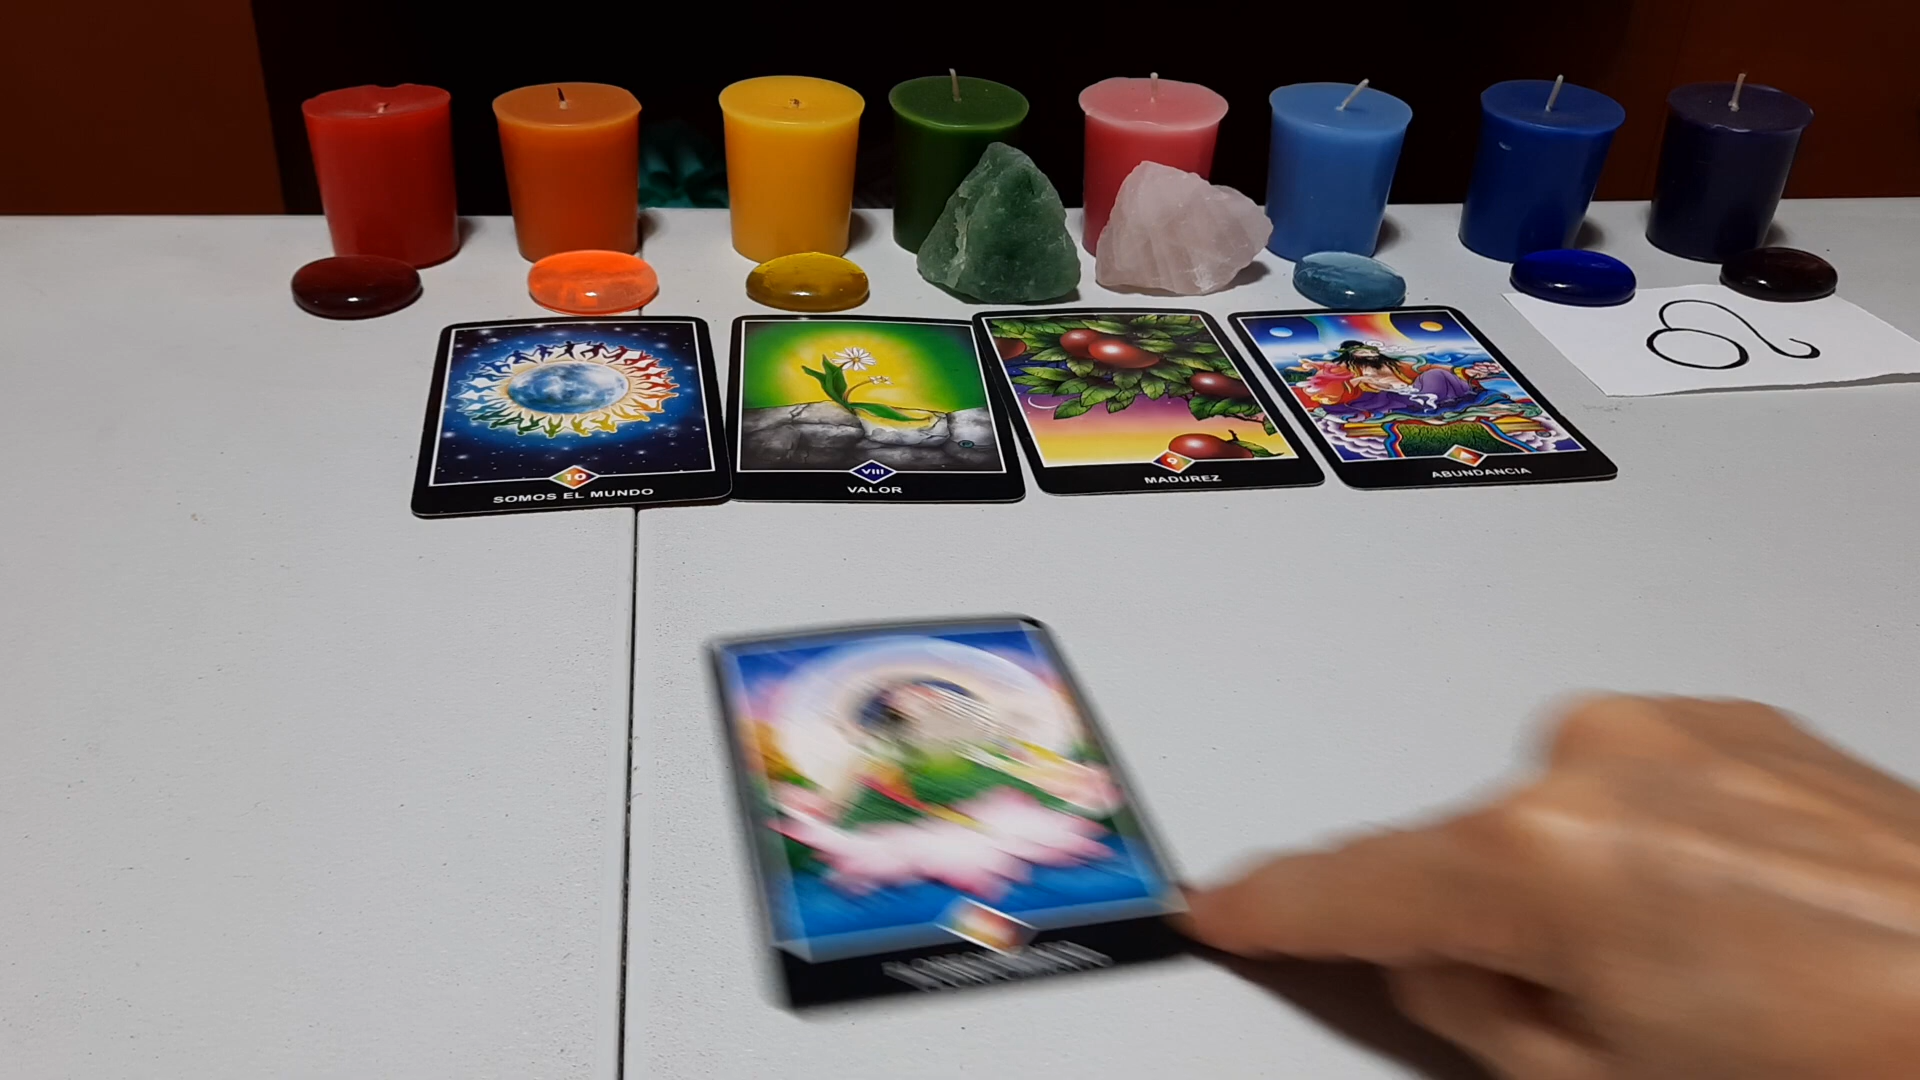 10
SOMOS EL MUNDO
VIII
VALOR
9
MADUREZ
ABUNDANCIA